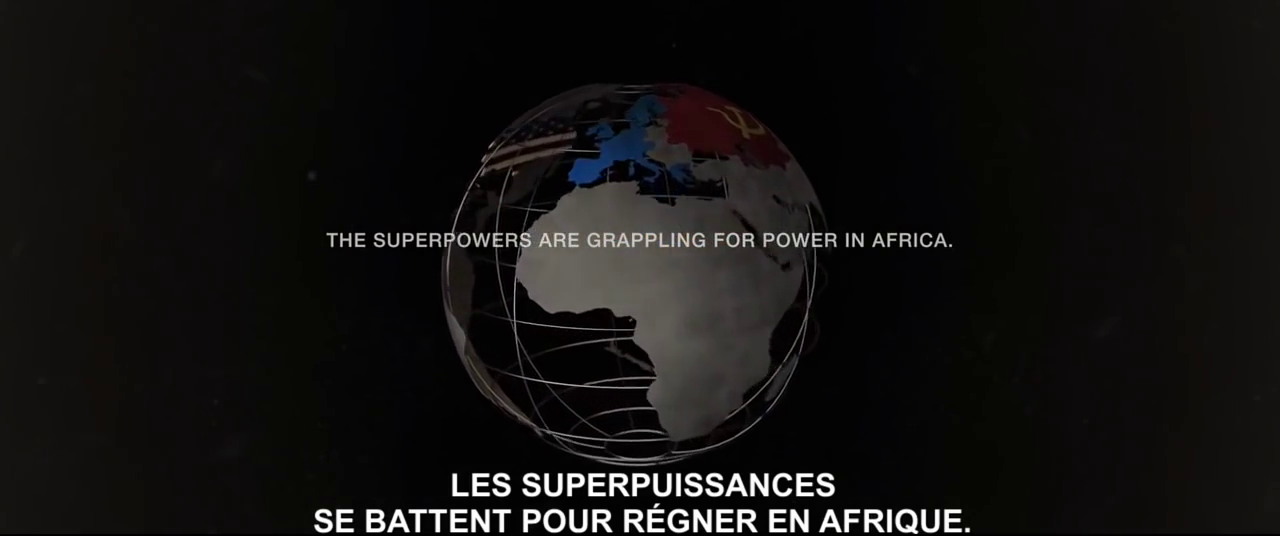 THE SUPERPOWERS ARE GRAPPLING FOR POWER IN AFRICA.
LES SUPERPUISSANCES
SE BATTENT POUR RÉGNER EN AFRIQUE.